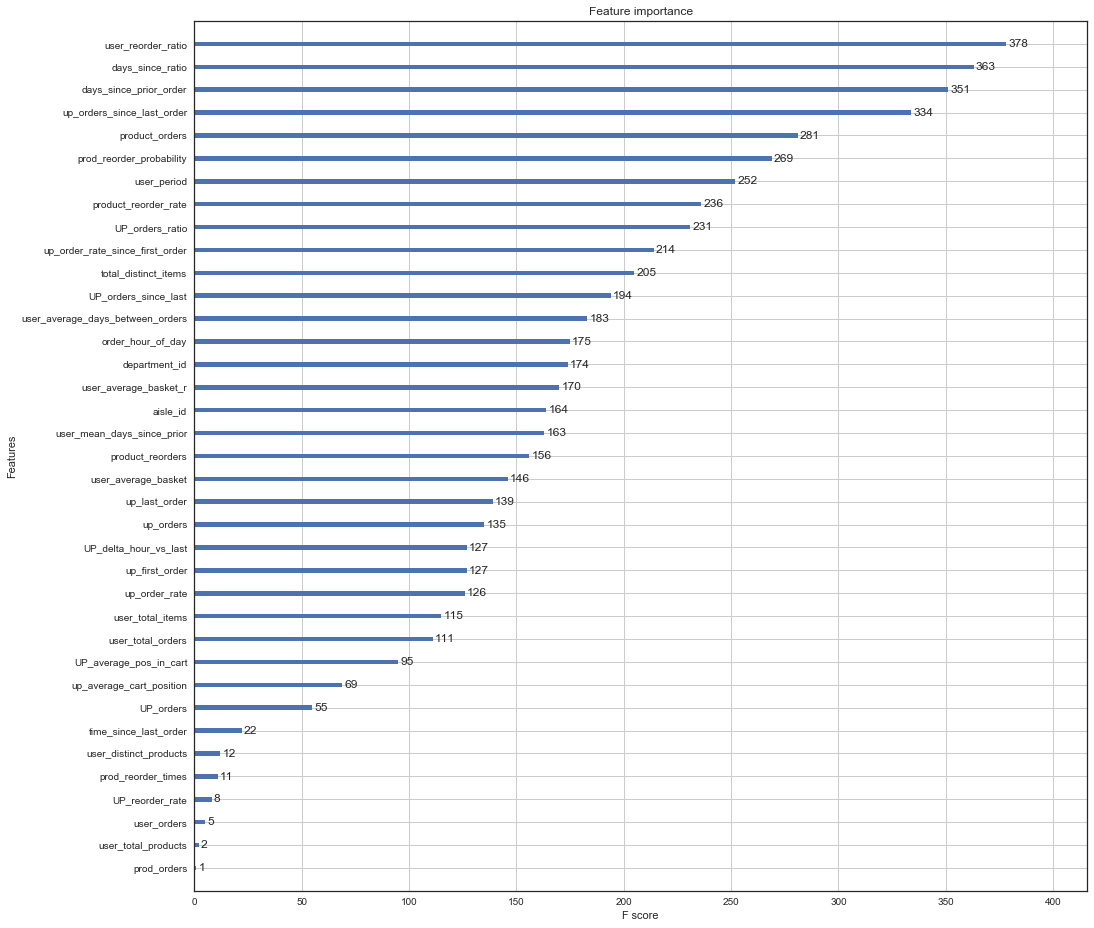 Feature importance
user_reorder_ratio 378
days_since_ratio 363
days_since_prior_order 351
up_orders_since_last_order 334
product_orders 281
prod_reorder_probability 269
user_period 252
product_reorder_rate 236
UP_orders_ratio 231
up_order_rate_since_first_order 214
total_distinct_items 205
UP_orders_since_last 194
user_average_days_between_orders 183
order_hour_of_day 175
department_id 174
user_average_basket_r 170
aisle_id 164
user_mean_days_since_prior 163
product_reorders 156
user_average_basket 146
up_last_order 139
up_orders 135
UP_delta_hour_vs_last 127
up_first_order 127
up_order_rate 126
user_total_items 115
user_total_orders 111
UP_average_pos_in_cart 95
up_average_cart_position 69
UP_orders 55
time_since_last_order 22
user_distinct_products 12
prod_reorder_times 11
UP_reorder_rate 8
user_orders 5
user_total_products 2
prod_orders 1
Features
0 50 100 150 200 250 300 350 400
F score